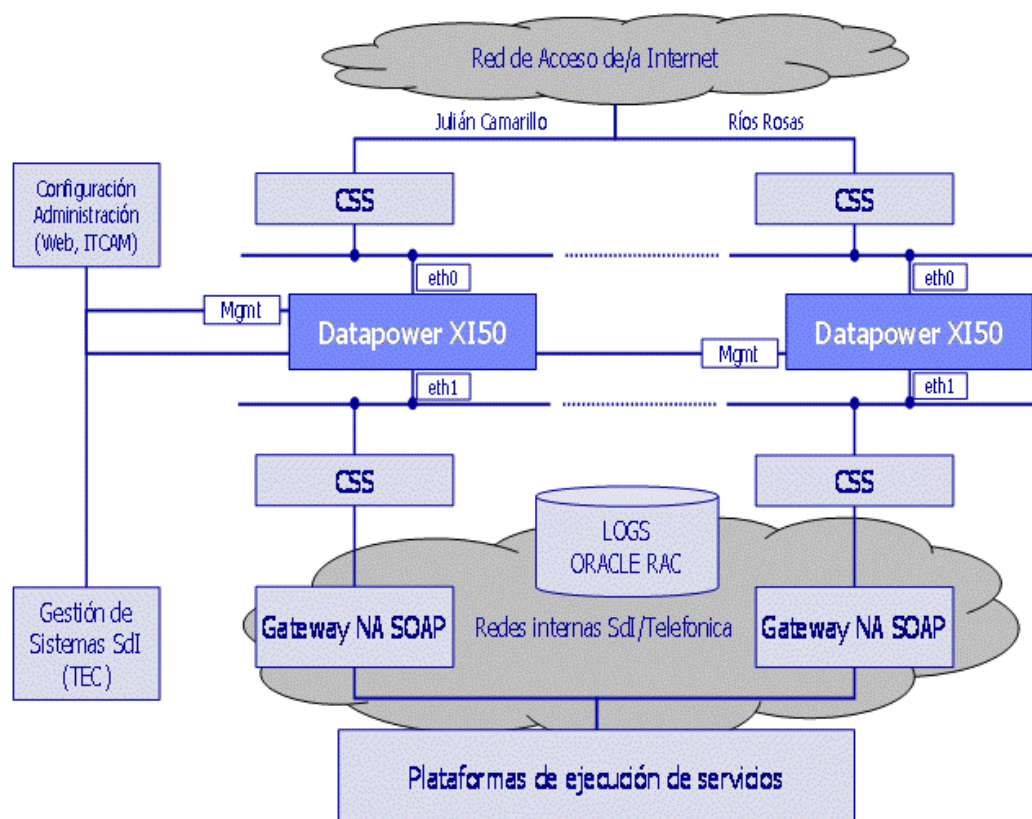 Red de Acceso de/a Internet
Julián Camarillo
Ríos Rosas
Configuración
Administración
(Web, ITCAM)
CSS
CSS
eth0
eth0
Mgmt
Datapower XI50
Mgmt
Datapower XI50
eth1
eth1
CSS
CSS
LOGS
ORACLE RAC
Gestión de
Sistemas SdI
(TEC)
Gateway NA SOAP
Redes internas SdI/Telefonica
Gateway NA SOAP
Plataformas de ejecución de servicios